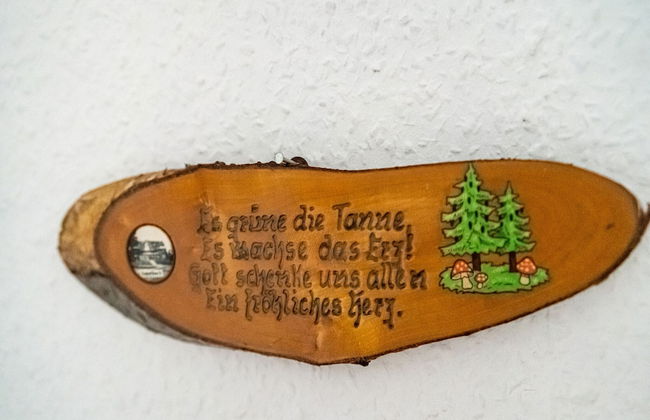 Es grüne die Tanne,
Es wachse das Erz!
Gott schenke uns allen
Ein fröhliches Herz.